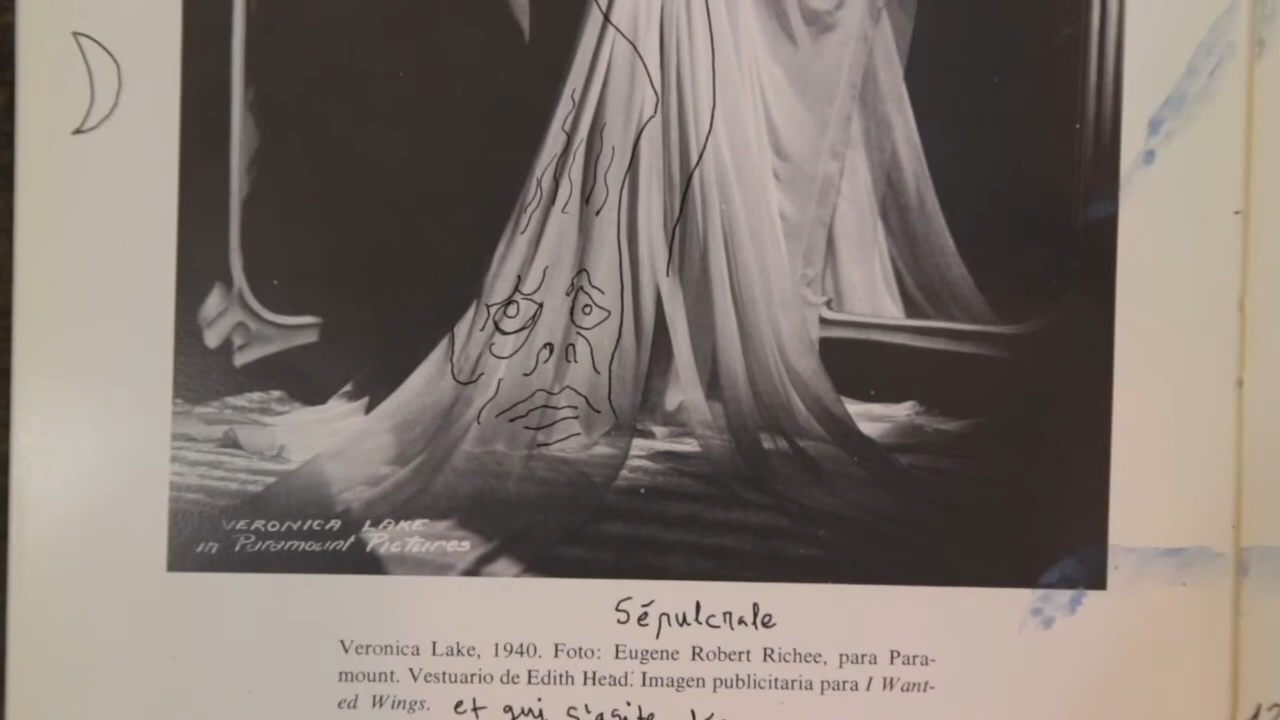 VERONICA LAKE
in Paramount Pictures
Sépulcrale
Veronica Lake, 1940. Foto: Eugene Robert Richee, para Para-
mount. Vestuario de Edith Head. Imagen publicitaria para I Want-
ed Wings.
et qui s'agite